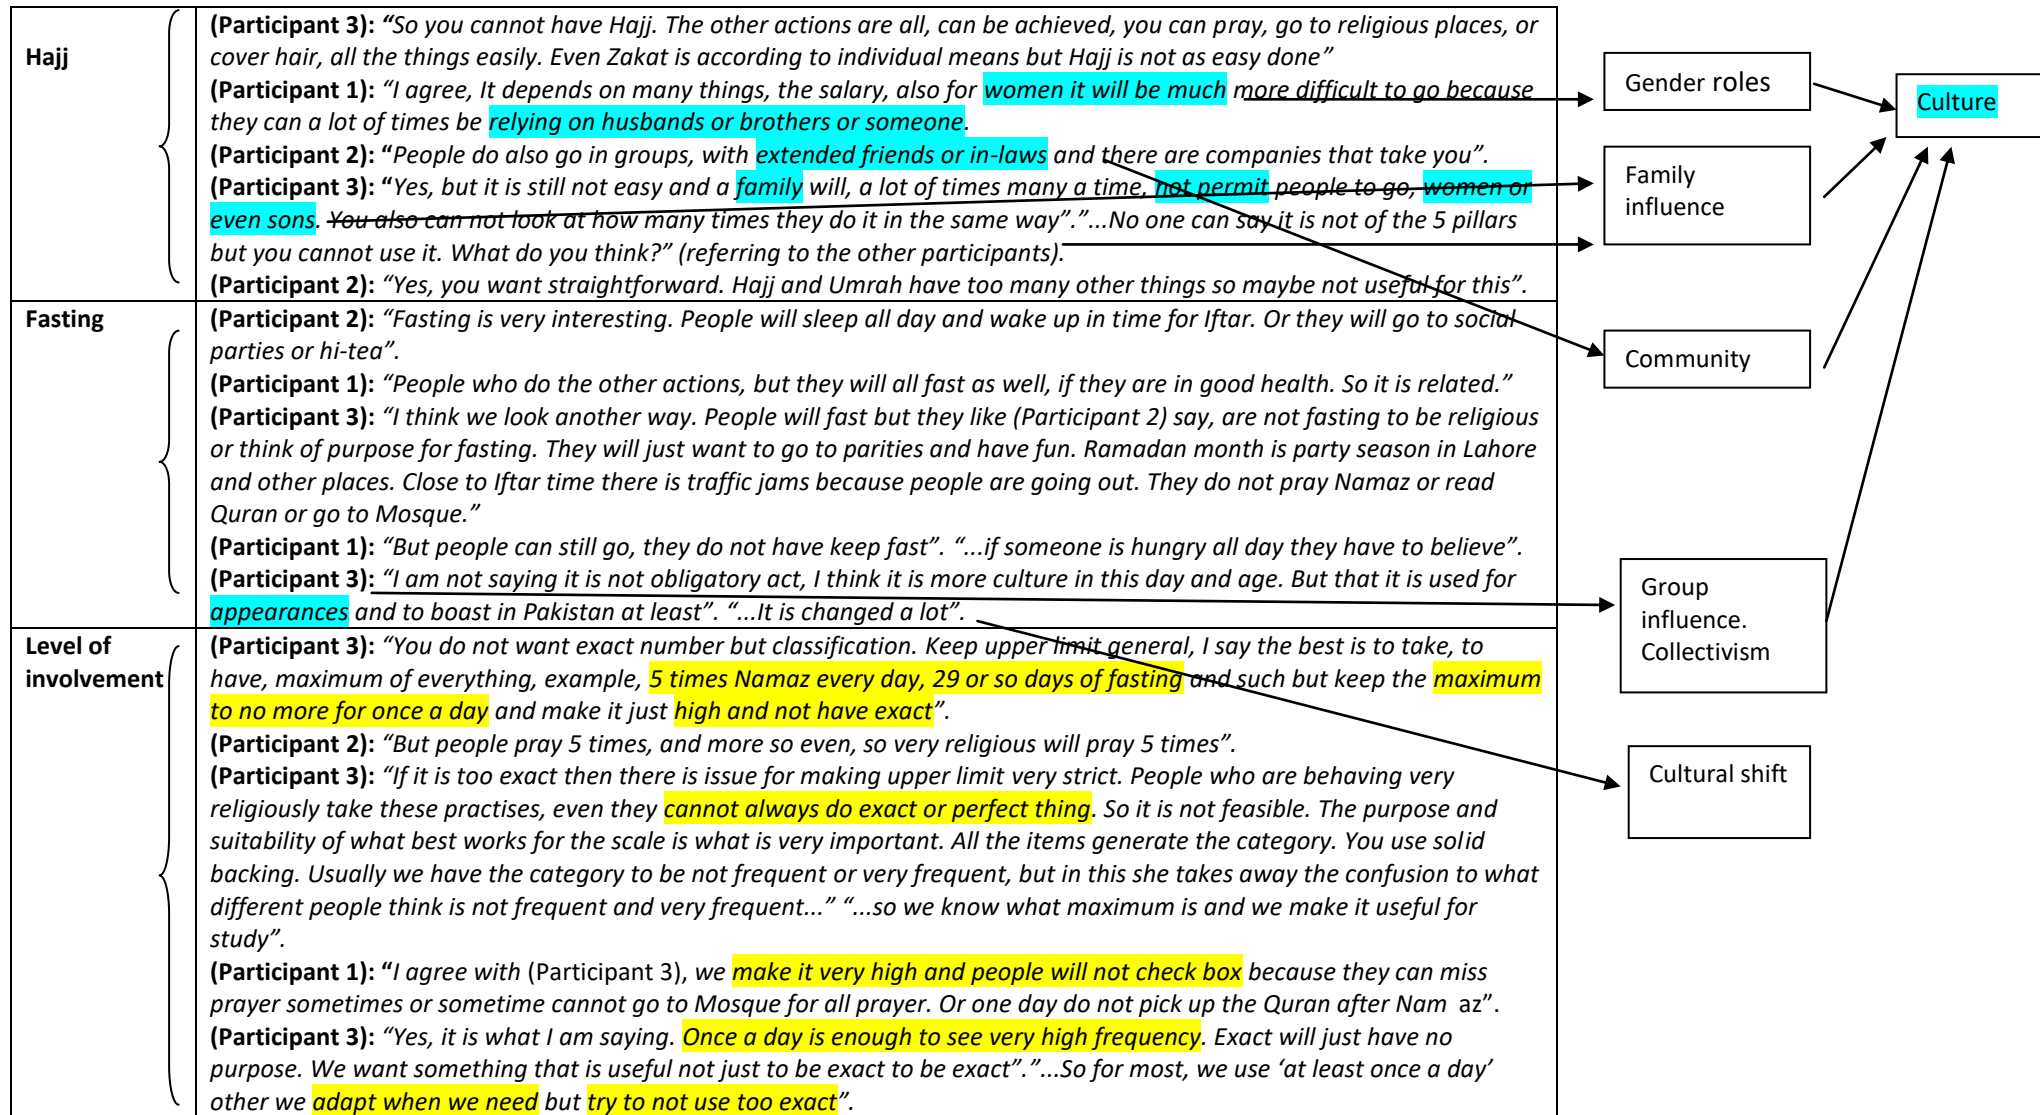 Hajj
(Participant 3): “So you cannot have Hajj. The other actions are all, can be achieved, you can pray, go to religious places, or
cover hair, all the things easily. Even Zakat is according to individual means but Hajj is not as easy done”
(Participant 1): “I agree, It depends on many things, the salary, also for women it will be much more difficult to go because
they can a lot of times be relying on husbands or brothers or someone.
(Participant 2): “People do also go in groups, with extended friends or in-laws and there are companies that take you”.
(Participant 3): “Yes, but it is still not easy and a family will, a lot of times many a time, not permit people to go, women or
even sons. You also can not look at how many times they do it in the same way”.”...No one can say it is not of the 5 pillars
but you cannot use it. What do you think?” (referring to the other participants).
(Participant 2): “Yes, you want straightforward. Hajj and Umrah have too many other things so maybe not useful for this”.
Fasting
(Participant 2): “Fasting is very interesting. People will sleep all day and wake up in time for Iftar. Or they will go to social
parties or hi-tea”.
(Participant 1): “People who do the other actions, but they will all fast as well, if they are in good health. So it is related.”
(Participant 3): “I think we look another way. People will fast but they like (Participant 2) say, are not fasting to be religious
or think of purpose for fasting. They will just want to go to parities and have fun. Ramadan month is party season in Lahore
and other places. Close to Iftar time there is traffic jams because people are going out. They do not pray Namaz or read
Quran or go to Mosque.”
(Participant 1): “But people can still go, they do not have keep fast”. “...if someone is hungry all day they have to believe”.
(Participant 3): “I am not saying it is not obligatory act, I think it is more culture in this day and age. But that it is used for
appearances and to boast in Pakistan at least”. “...It is changed a lot”.
Level of
involvement
(Participant 3): “You do not want exact number but classification. Keep upper limit general, I say the best is to take, to
have, maximum of everything, example, 5 times Namaz every day, 29 or so days of fasting and such but keep the maximum
to no more for once a day and make it just high and not have exact”.
(Participant 2): “But people pray 5 times, and more so even, so very religious will pray 5 times”.
(Participant 3): “If it is too exact then there is issue for making upper limit very strict. People who are behaving very
religiously take these practises, even they cannot always do exact or perfect thing. So it is not feasible. The purpose and
suitability of what best works for the scale is what is very important. All the items generate the category. You use solid
backing. Usually we have the category to be not frequent or very frequent, but in this she takes away the confusion to what
different people think is not frequent and very frequent...” “...so we know what maximum is and we make it useful for
study”.
(Participant 1): “I agree with (Participant 3), we make it very high and people will not check box because they can miss
prayer sometimes or sometime cannot go to Mosque for all prayer. Or one day do not pick up the Quran after Nam az”.
(Participant 3): “Yes, it is what I am saying. Once a day is enough to see very high frequency. Exact will just have no
purpose. We want something that is useful not just to be exact to be exact”.”...So for most, we use ‘at least once a day’
other we adapt when we need but try to not use too exact”.
Gender roles
Culture
Family
influence
Community
Group
influence.
Collectivism
Cultural shift